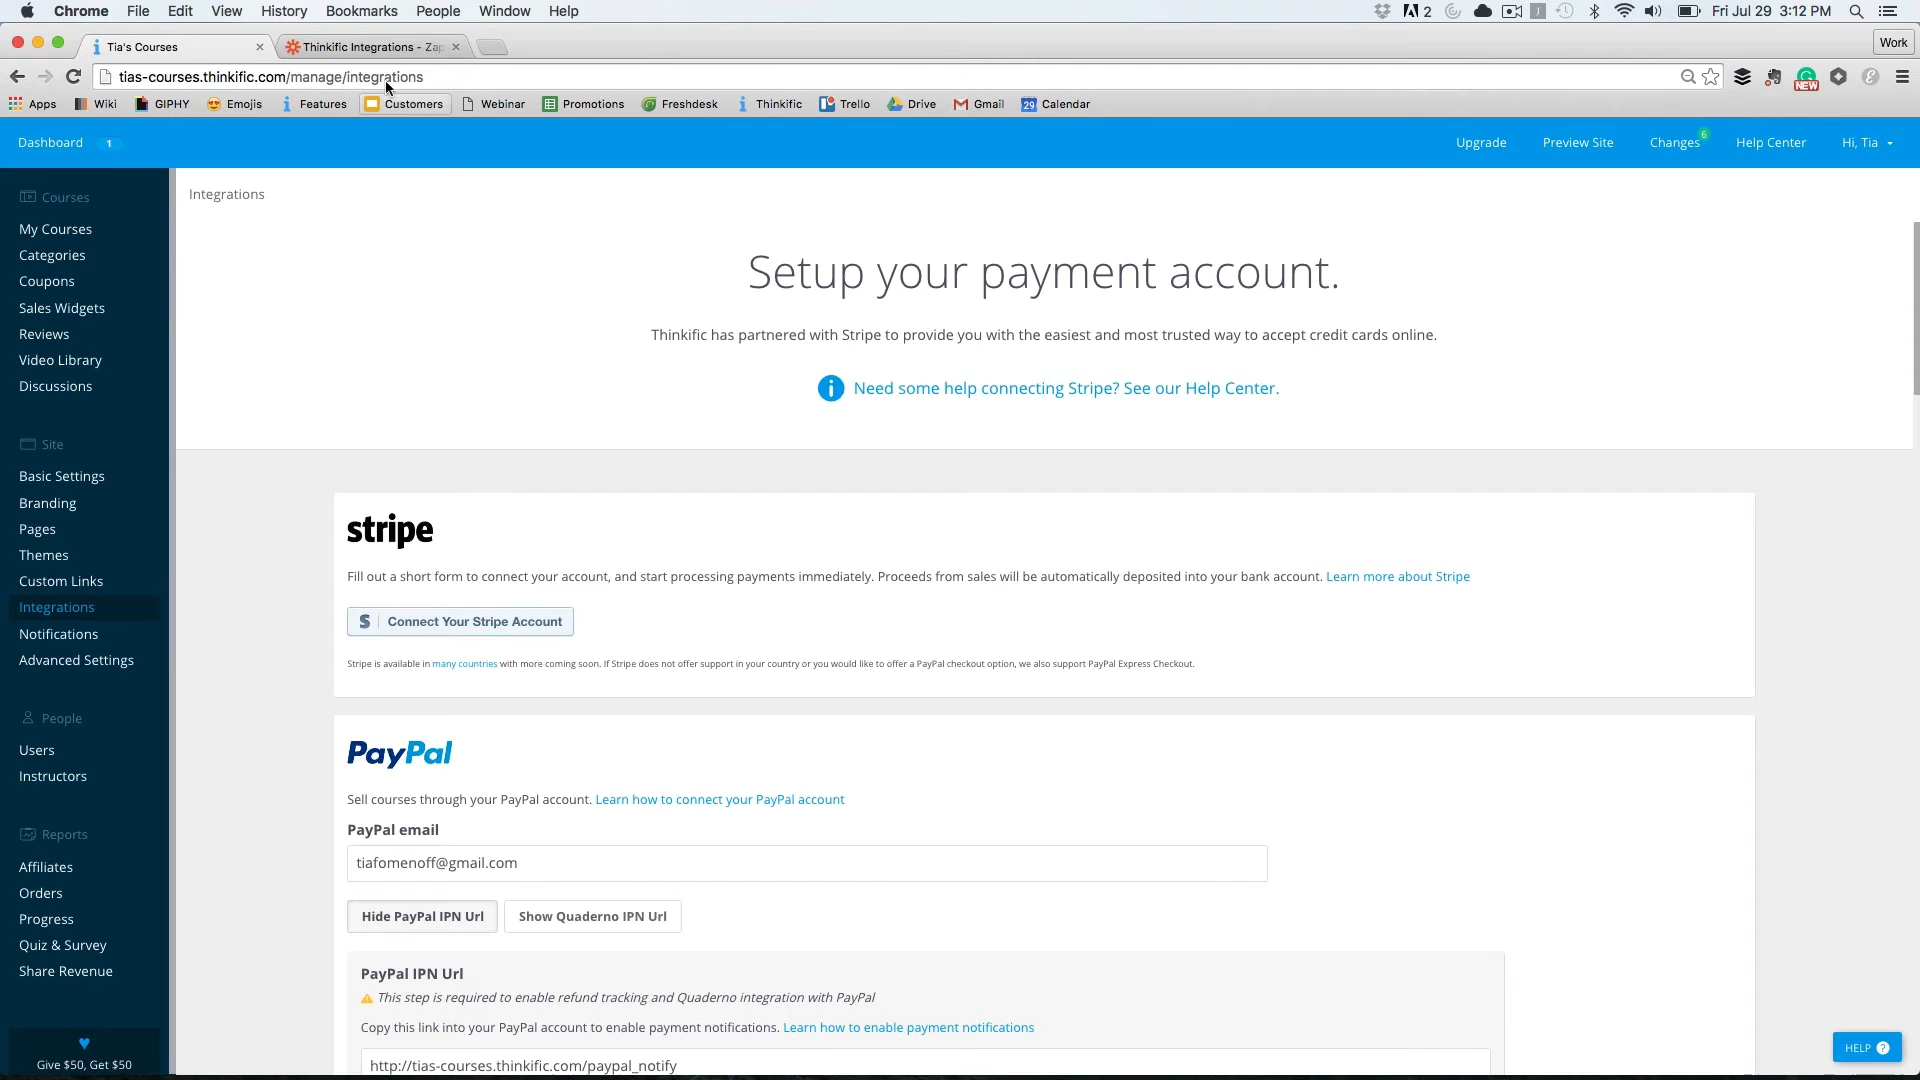 Chrome File Edit View History Bookmarks People Window Help 2 Fri Jul 29 3:12 PM
Tia's Courses Thinkific Integrations - Zap Work
tias-courses.thinkific.com/manage/integrations NEW
Apps Wiki GIPHY Emojis Features Customers Webinar Promotions Freshdesk Thinkific Trello Drive Gmail 29 Calendar
Dashboard 1 Upgrade Preview Site Changes 6 Help Center Hi, Tia
Courses
My Courses
Categories
Coupons
Sales Widgets
Reviews
Video Library
Discussions
Site
Basic Settings
Branding
Pages
Themes
Custom Links
Integrations
Notifications
Advanced Settings
People
Users
Instructors
Reports
Affiliates
Orders
Progress
Quiz & Survey
Share Revenue
Give $50, Get $50
Integrations
Setup your payment account.
Thinkific has partnered with Stripe to provide you with the easiest and most trusted way to accept credit cards online.
Need some help connecting Stripe? See our Help Center.
stripe
Fill out a short form to connect your account, and start processing payments immediately. Proceeds from sales will be automatically deposited into your bank account. Learn more about Stripe
S Connect Your Stripe Account
Stripe is available in many countries with more coming soon. If Stripe does not offer support in your country or you would like to offer a PayPal checkout option, we also support PayPal Express Checkout.
PayPal
Sell courses through your PayPal account. Learn how to connect your PayPal account
PayPal email
tiafomenoff@gmail.com
Hide PayPal IPN Url Show Quaderno IPN Url
PayPal IPN Url
This step is required to enable refund tracking and Quaderno integration with PayPal
Copy this link into your PayPal account to enable payment notifications. Learn how to enable payment notifications
http://tias-courses.thinkific.com/paypal_notify
HELP ?